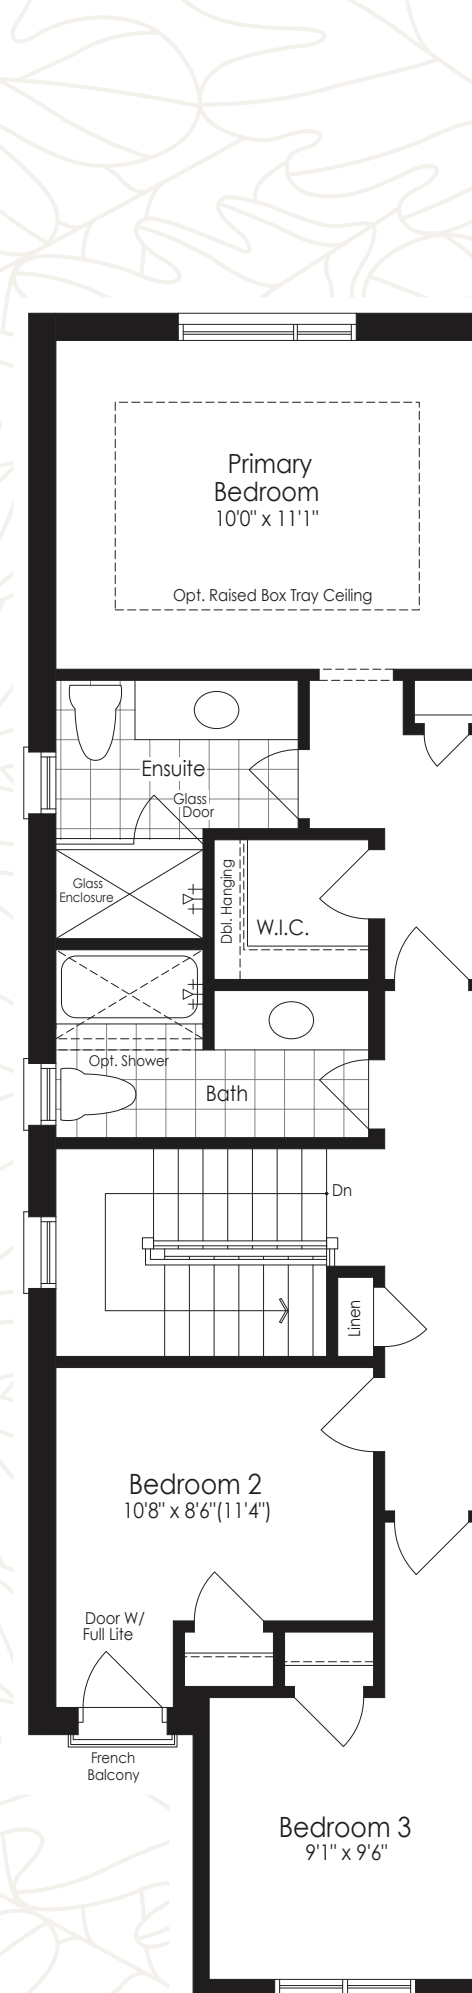 Primary
Bedroom
10'0" x 11'1"
Opt. Raised Box Tray Ceiling
Ensuite
Glass
Door
Glass
Enclosure
Dbl. Hanging
W.I.C.
Opt. Shower
Bath
Dn
Linen
Bedroom 2
10'8" x 8'6"(11'4")
Door W/
Full Lite
French
Balcony
Bedroom 3
9'1" x 9'6"